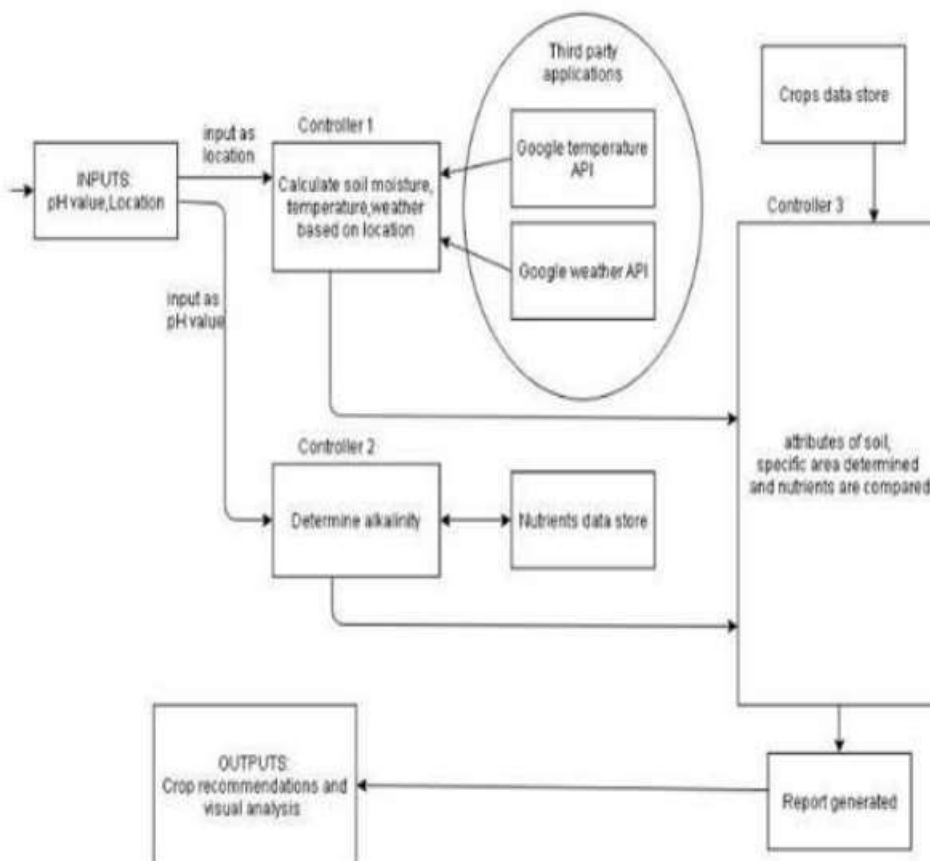 Third party
applications
Crops data store
input as
location
Controller 1
Google temperature
API
INPUTS:
pH value,Location
Calculate soil moisture,
temperature,weather
based on location
Controller 3
Google weather API
input as
pH value
attributes of soil,
specific area determined
and nutrients are compared
Controller 2
Determine alkalinity
Nutrients data store
OUTPUTS:
Crop recommendations and
visual analysis
Report generated